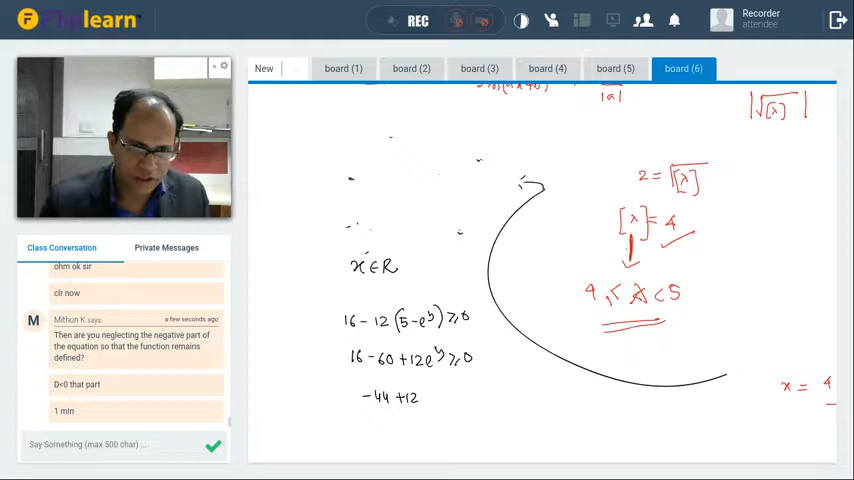 Fliplearn
REC
2
Recorder
attendee
New
board (1)
board (2)
board (3)
board (4)
board (5)
board (6)
|a|
|√[λ]|
2 = √[λ]
[λ] = 4
4 ≤ λ < 5
x ∈ R
16 - 12 (5 - e^y) ≥ 0
16 - 60 + 12e^y ≥ 0
-44 + 12
x = 4
Class Conversation
Private Messages
ohm ok sir
clr now
M
Mithun K says:
a few seconds ago
Then are you neglecting the negative part of
the equation so that the function remains
defined?
D<0 that part
1 min
Say Something (max 500 char) ...